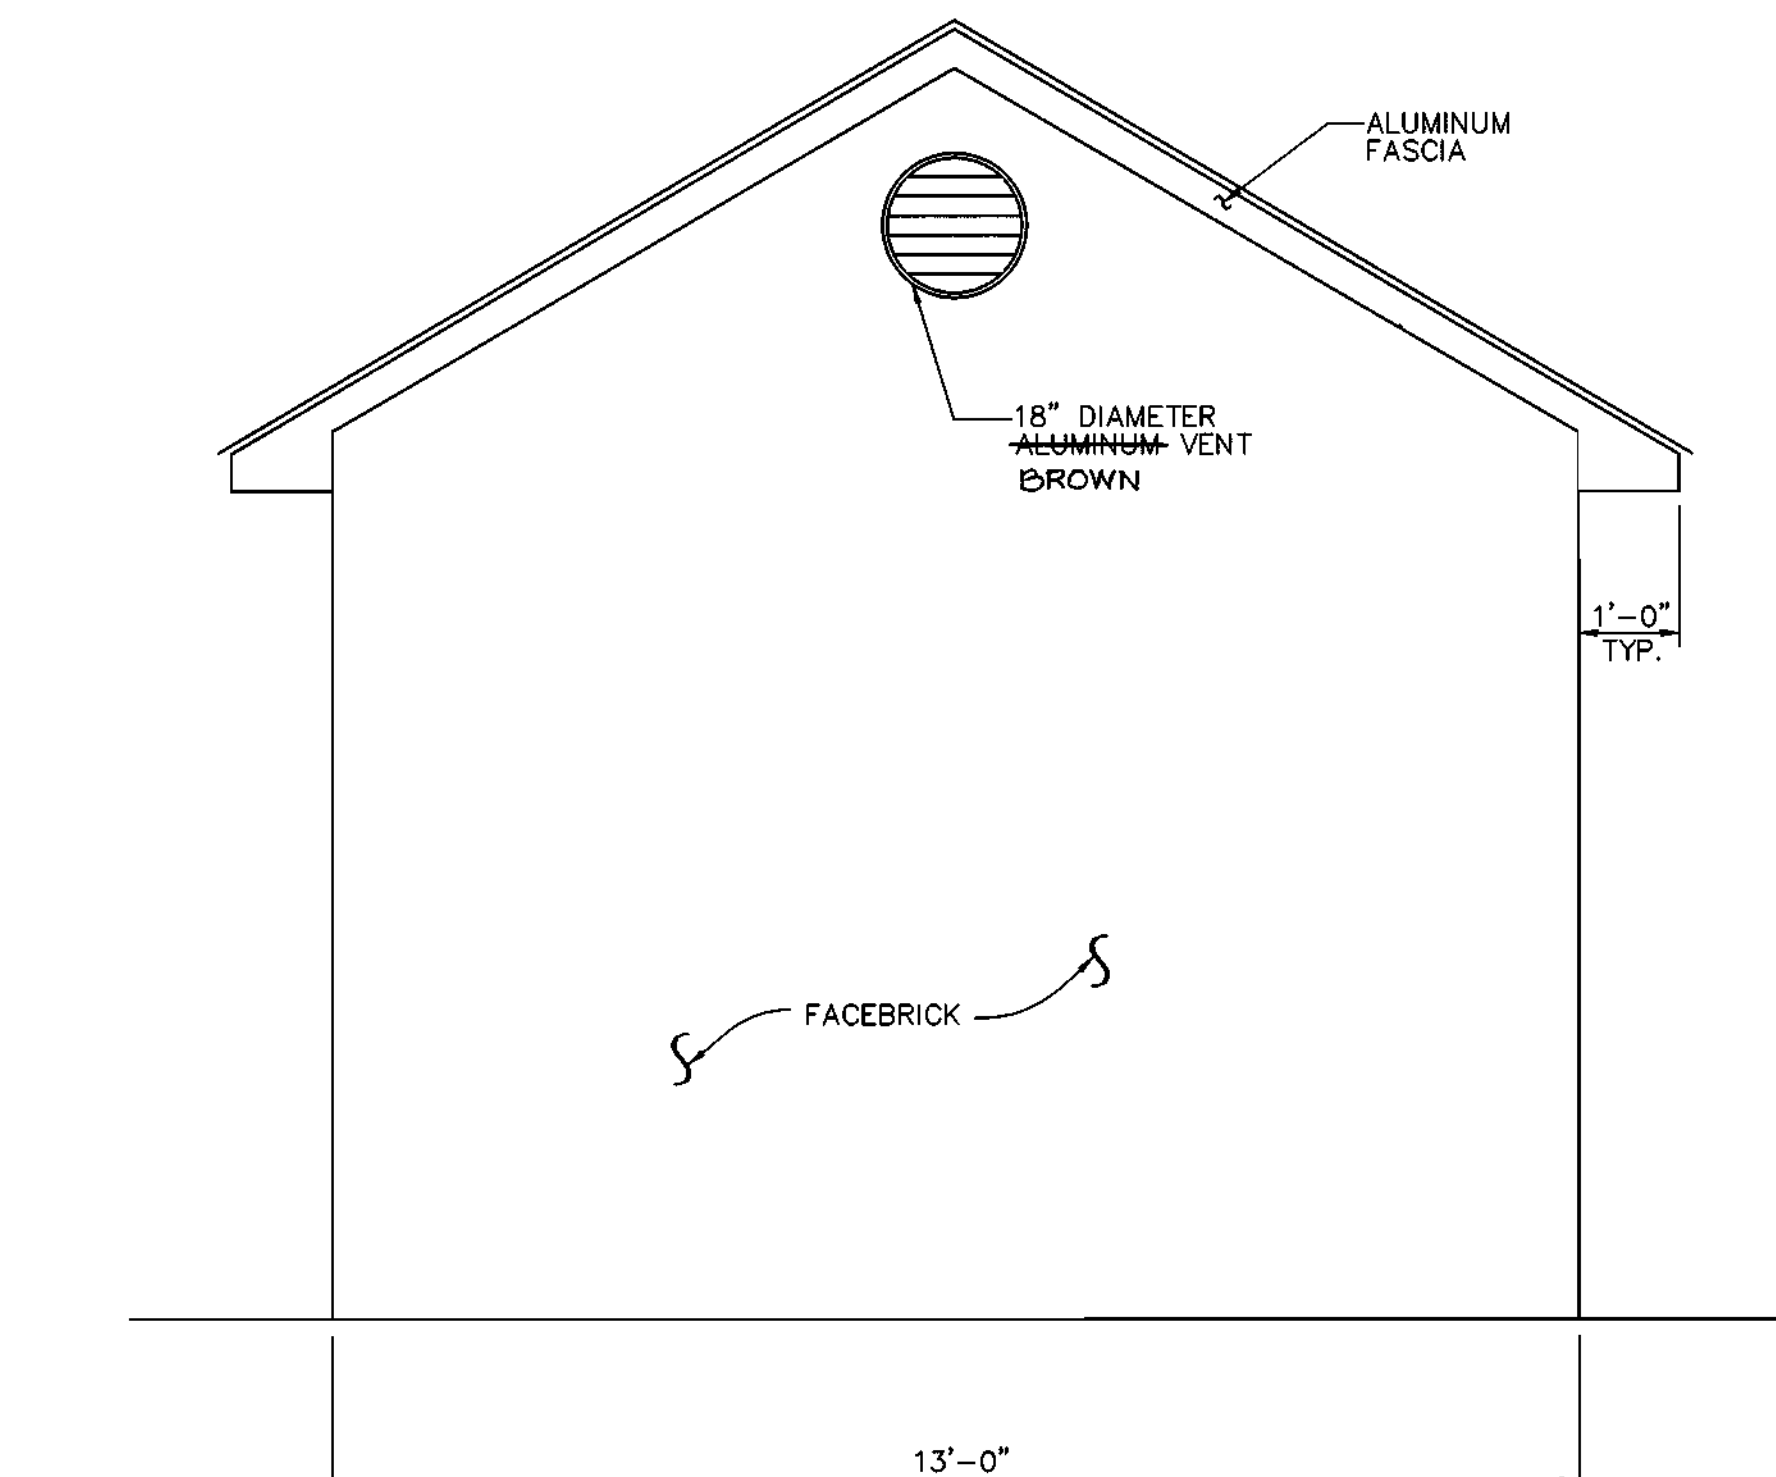 ALUMINUM
FASCIA
18" DIAMETER
ALUMINUM VENT
BROWN
1'-0"
TYP.
FACEBRICK
13'-0"